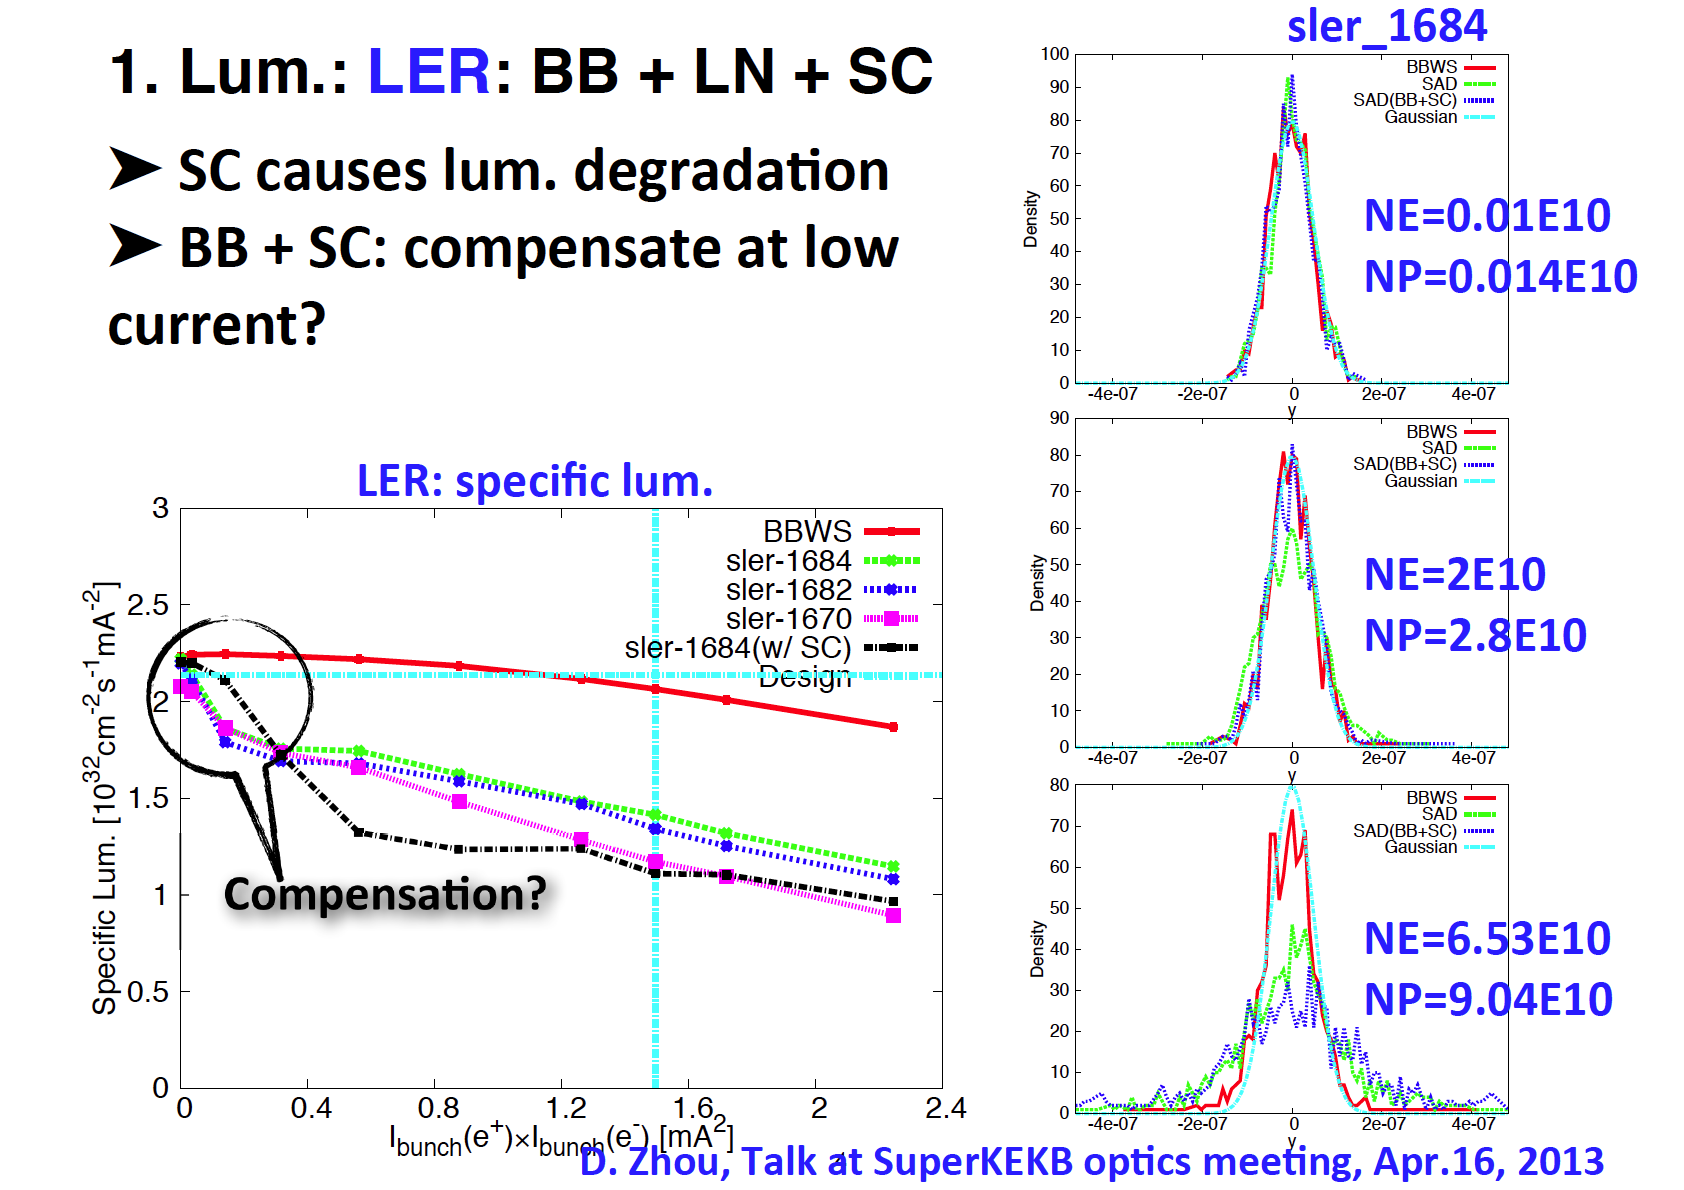 1. Lum.: LER: BB + LN + SC
➤ SC causes lum. degradation
➤ BB + SC: compensate at low
current?
LER: specific lum.
Specific Lum. [10^32cm^-2s^-1mA^-2]
3
2.5
2
1.5
1
0.5
0
BBWS
sler-1684
sler-1682
sler-1670
sler-1684(w/ SC)
Design
Compensation?
0 0.4 0.8 1.2 1.6 2 2.4
I_bunch(e^+)×I_bunch(e^-) [mA^2]
sler_1684
100
90
80
70
60
50
40
30
20
10
0
Density
BBWS
SAD
SAD(BB+SC)
Gaussian
NE=0.01E10
NP=0.014E10
-4e-07 -2e-07 0 2e-07 4e-07
y
90
80
70
60
50
40
30
20
10
0
Density
BBWS
SAD
SAD(BB+SC)
Gaussian
NE=2E10
NP=2.8E10
-4e-07 -2e-07 0 2e-07 4e-07
y
80
70
60
50
40
30
20
10
0
Density
BBWS
SAD
SAD(BB+SC)
Gaussian
NE=6.53E10
NP=9.04E10
-4e-07 -2e-07 0 2e-07 4e-07
y
D. Zhou, Talk at SuperKEKB optics meeting, Apr.16, 2013